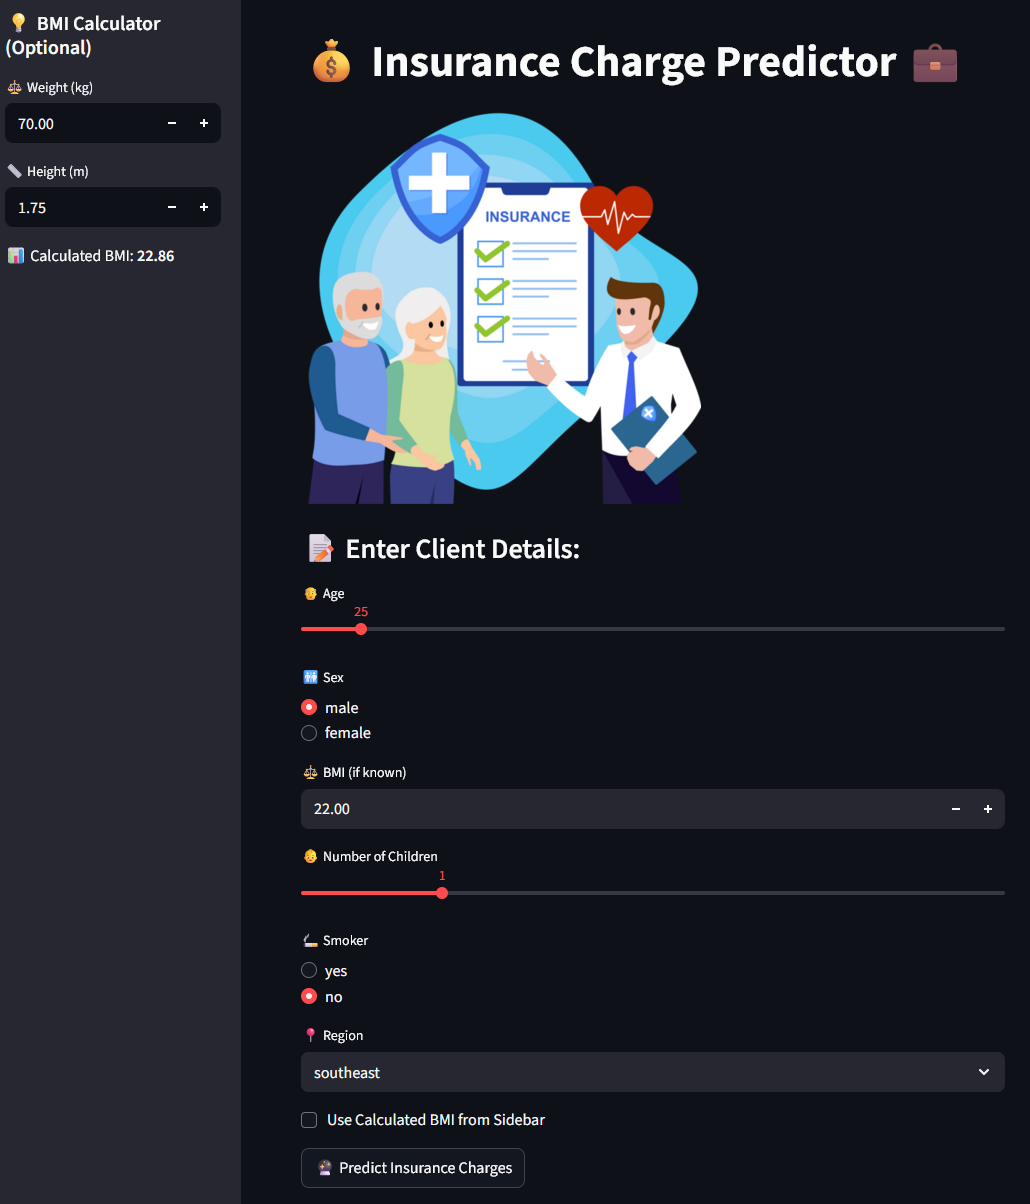 💡 BMI Calculator
(Optional)
⚖️ Weight (kg)
70.00
📏 Height (m)
1.75
📊 Calculated BMI: 22.86
💰 Insurance Charge Predictor 💼
INSURANCE
📝 Enter Client Details:
👴 Age
25
🚻 Sex
male
female
⚖️ BMI (if known)
22.00
👶 Number of Children
1
🚬 Smoker
yes
no
📍 Region
southeast
Use Calculated BMI from Sidebar
🔮 Predict Insurance Charges